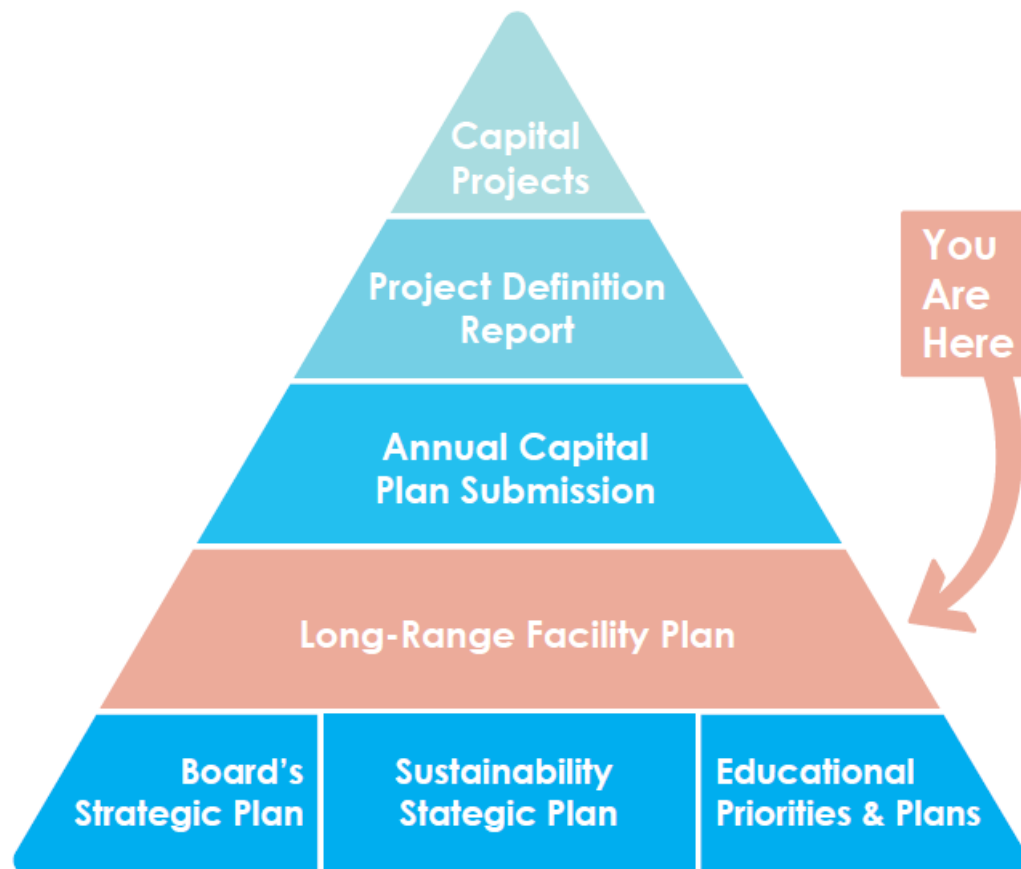 Capital
Projects
You
Are
Here
Project Definition
Report
Annual Capital
Plan Submission
Long-Range Facility Plan
Board's
Strategic Plan
Sustainability
Stategic Plan
Educational
Priorities & Plans